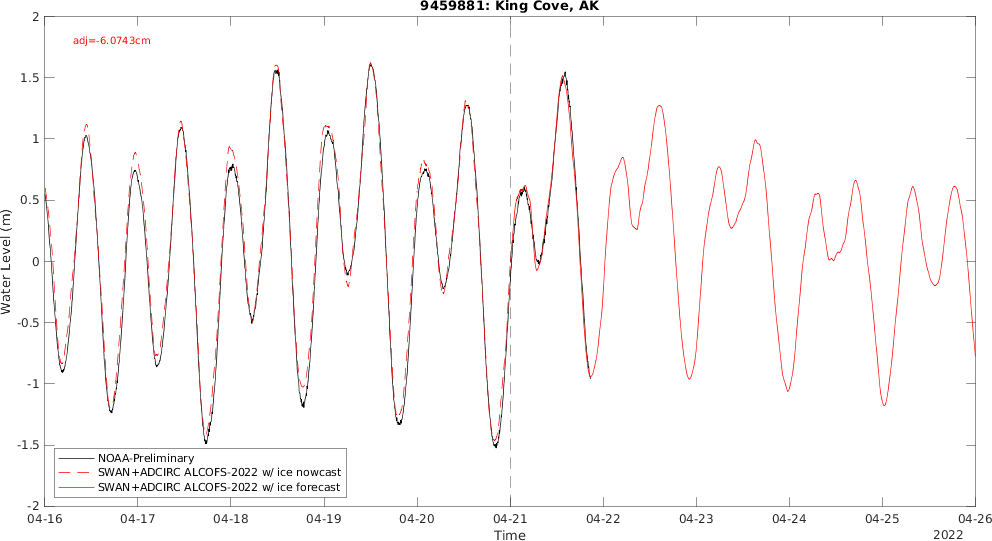 9459881: King Cove, AK
adj=-6.0743cm
Water Level (m)
2
1.5
1
0.5
0
-0.5
-1
-1.5
-2
NOAA-Preliminary
SWAN+ADCIRC ALCOFS-2022 w/ ice nowcast
SWAN+ADCIRC ALCOFS-2022 w/ ice forecast
04-16 04-17 04-18 04-19 04-20 04-21 04-22 04-23 04-24 04-25 04-26
Time
2022